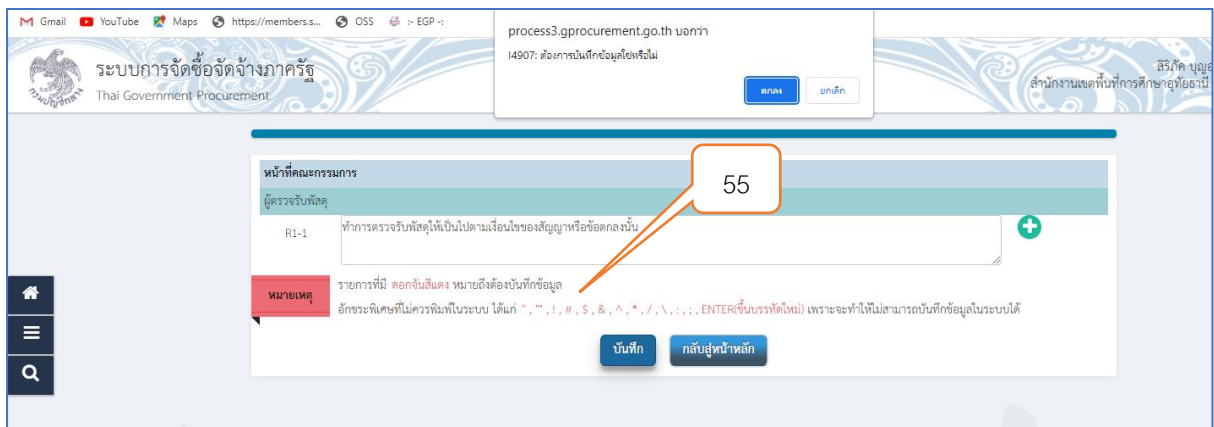 Gmail YouTube Maps https://members.s... OSS :- EGP -:
process3.gprocurement.go.th บอกว่า
I4907: ต้องการบันทึกข้อมูลใช่หรือไม่
ตกลง ยกเลิก
ระบบการจัดซื้อจัดจ้างภาครัฐ
Thai Government Procurement
สิริภัค บุญ
สำนักงานเขตพื้นที่การศึกษาอุทัยธานี
หน้าที่คณะกรรมการ
ผู้ตรวจรับพัสดุ
55
R1-1 ทำการตรวจรับพัสดุให้เป็นไปตามเงื่อนไขของสัญญาหรือข้อตกลงนั้น
หมายเหตุ
รายการที่มี ดอกจันสีแดง หมายถึงต้องบันทึกข้อมูล
อักขระพิเศษที่ไม่ควรพิมพ์ในระบบ ได้แก่ " , '" , ! , # , $ , & , ^ , * , / , \ , : , ; , ENTER(ขึ้นบรรทัดใหม่) เพราะจะทำให้ไม่สามารถบันทึกข้อมูลในระบบได้
บันทึก กลับสู่หน้าหลัก